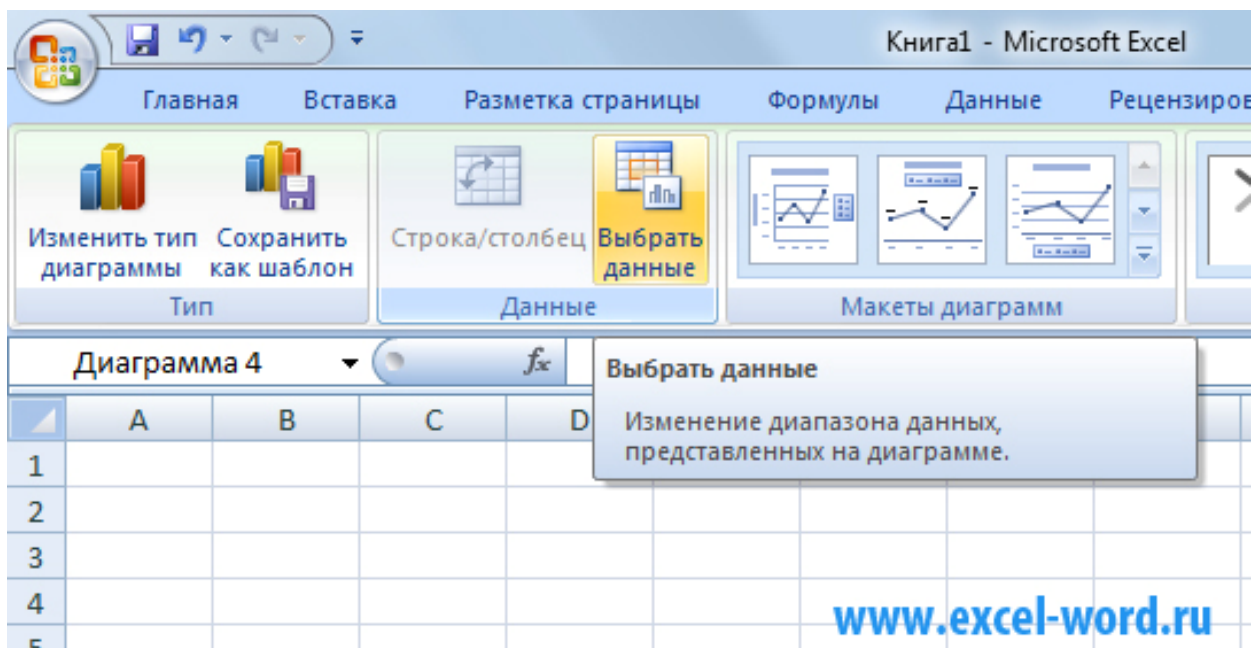 Книга1 - Microsoft Excel
Главная Вставка Разметка страницы Формулы Данные
Изменить тип диаграммы
Сохранить как шаблон
Строка/столбец
Выбрать данные
Тип Данные Макеты диаграмм
Диаграмма 4 fx
Выбрать данные
Изменение диапазона данных,
представленных на диаграмме.
A B C D
1
2
3
4
www.excel-word.ru